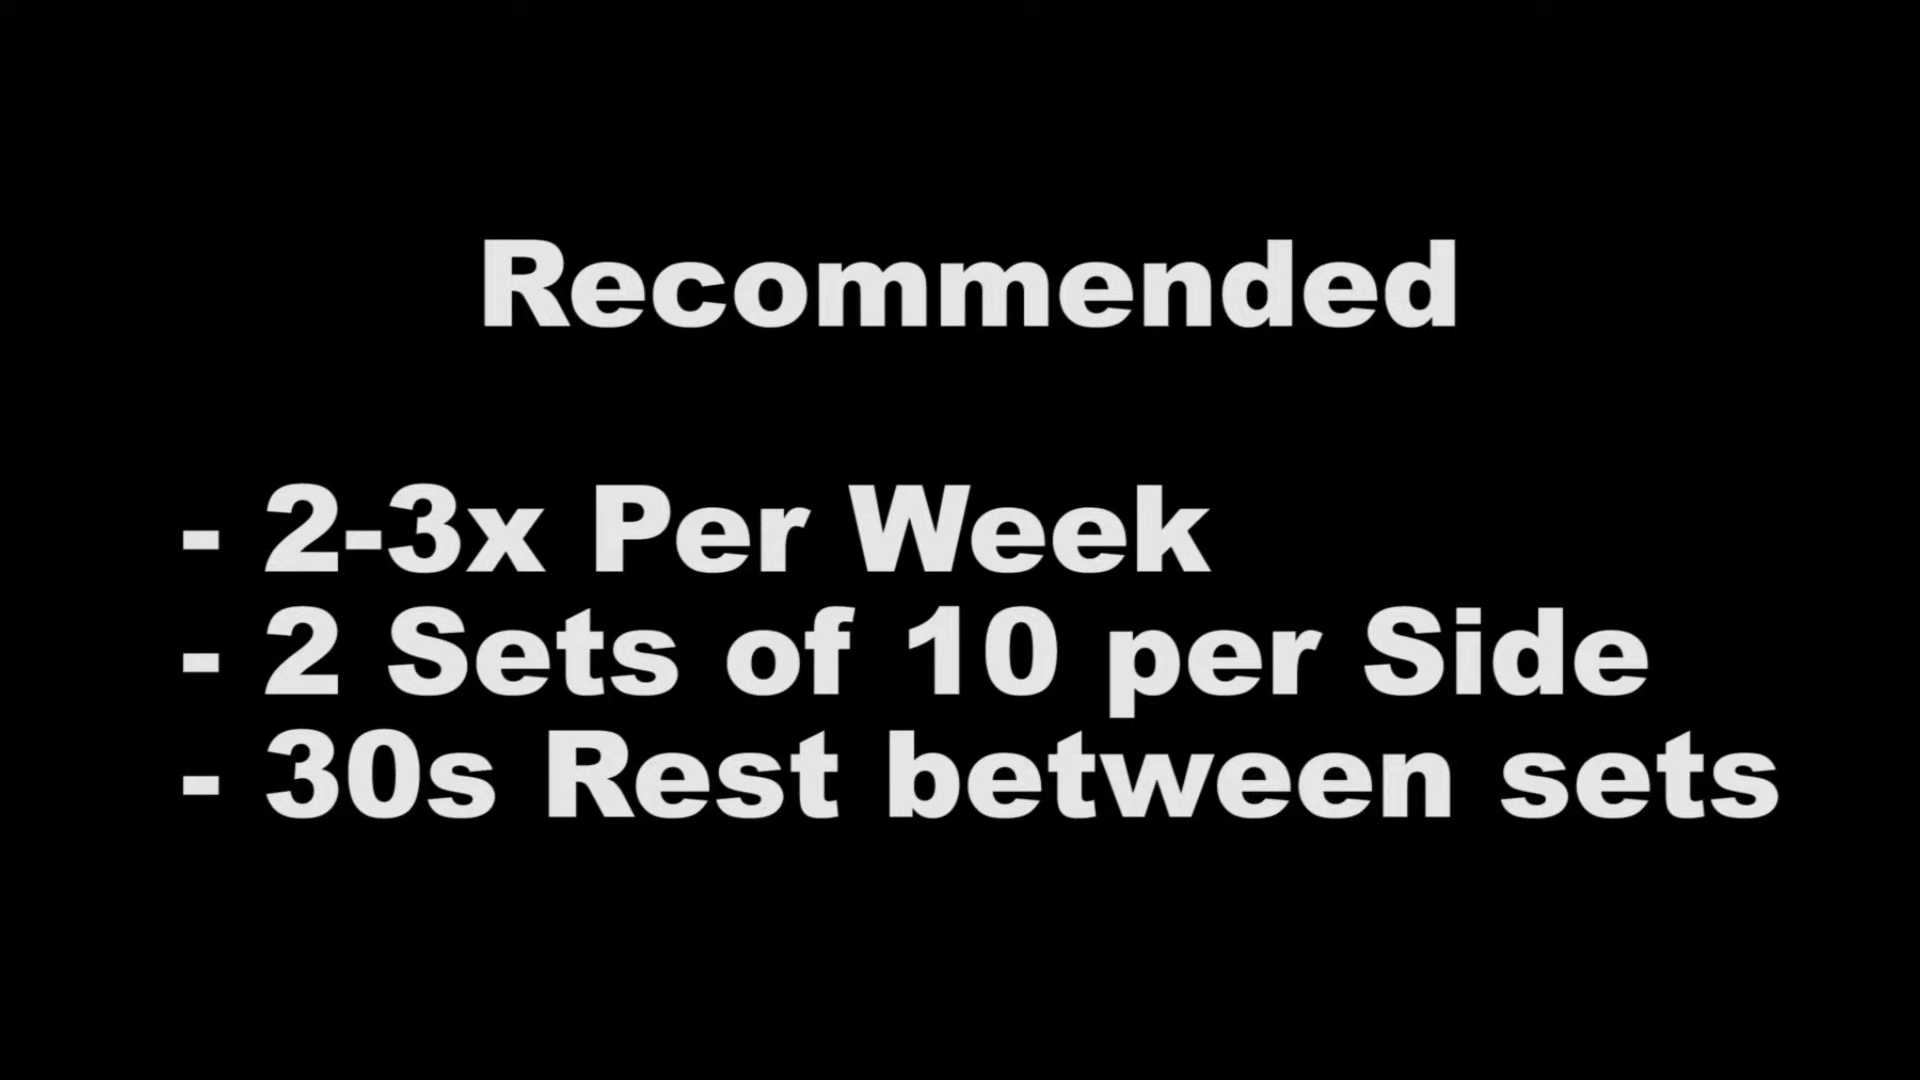 Recommended
- 2-3x Per Week
- 2 Sets of 10 per Side
- 30s Rest between sets